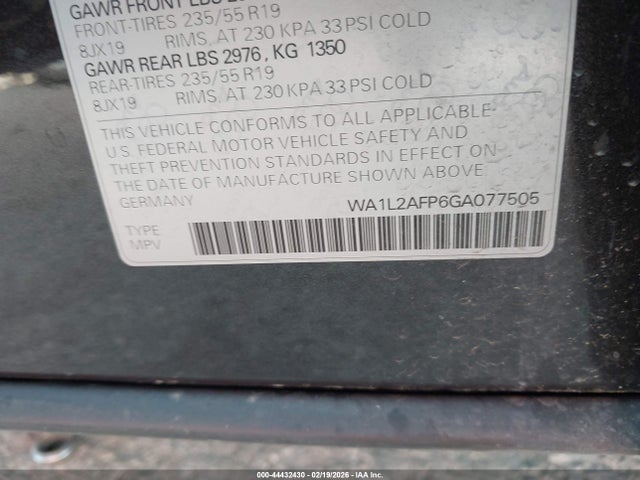 GAWR FRONT LBS
FRONT-TIRES 235/55 R19
8JX19 RIMS, AT 230 KPA 33 PSI COLD
GAWR REAR LBS 2976, KG 1350
REAR-TIRES 235/55 R19
8JX19 RIMS, AT 230 KPA 33 PSI COLD
THIS VEHICLE CONFORMS TO ALL APPLICABLE
U.S. FEDERAL MOTOR VEHICLE SAFETY AND
THEFT PREVENTION STANDARDS IN EFFECT ON
THE DATE OF MANUFACTURE SHOWN ABOVE
GERMANY WA1L2AFP6GA077505
TYPE
MPV
000-44432430 - 02/19/2026 - IAA Inc.